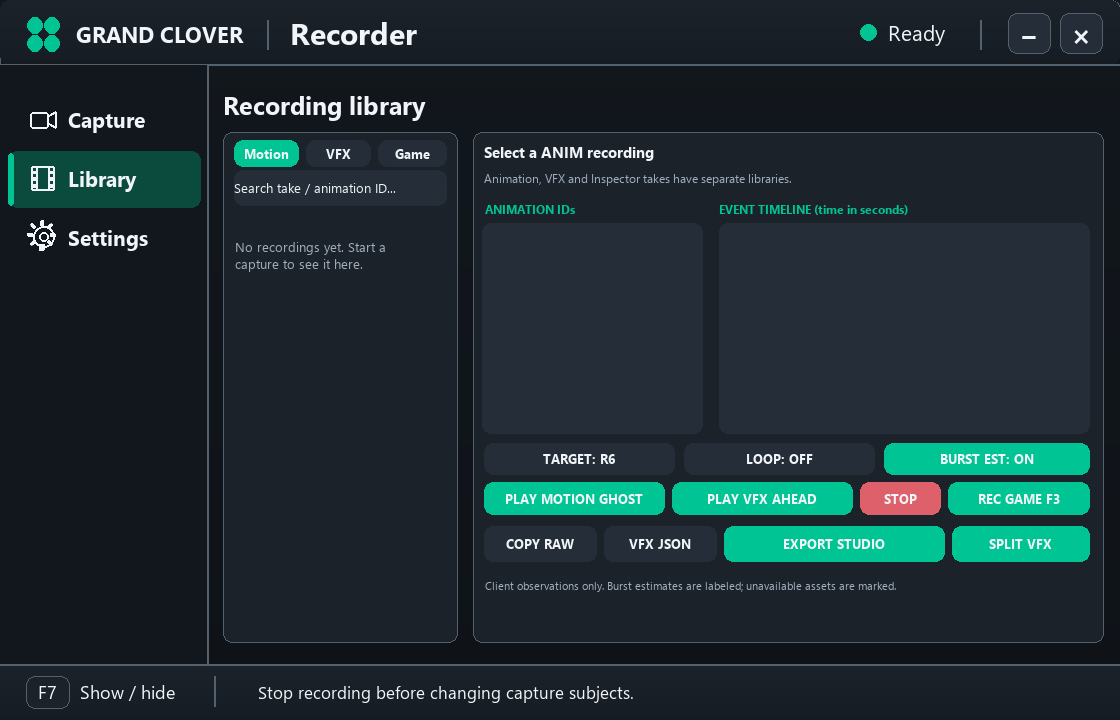 GRAND CLOVER
Recorder
Ready
Capture
Library
Settings
Recording library
Motion
VFX
Game
Search take / animation ID...
No recordings yet. Start a
capture to see it here.
Select a ANIM recording
Animation, VFX and Inspector takes have separate libraries.
ANIMATION IDs
EVENT TIMELINE (time in seconds)
TARGET: R6
LOOP: OFF
BURST EST: ON
PLAY MOTION GHOST
PLAY VFX AHEAD
STOP
REC GAME F3
COPY RAW
VFX JSON
EXPORT STUDIO
SPLIT VFX
Client observations only. Burst estimates are labeled; unavailable assets are marked.
F7
Show / hide
Stop recording before changing capture subjects.